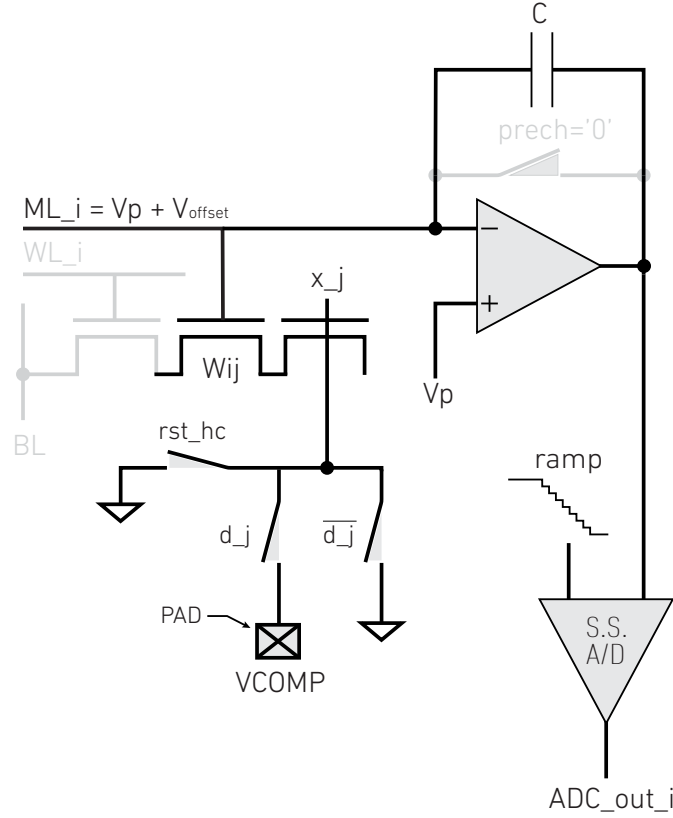 C
prech='0'
ML_i = Vp + Voffset
WL_i
x_j
−
+
Wij
Vp
BL
rst_hc
ramp
d_j
d_j
PAD
S.S.
A/D
VCOMP
ADC_out_i